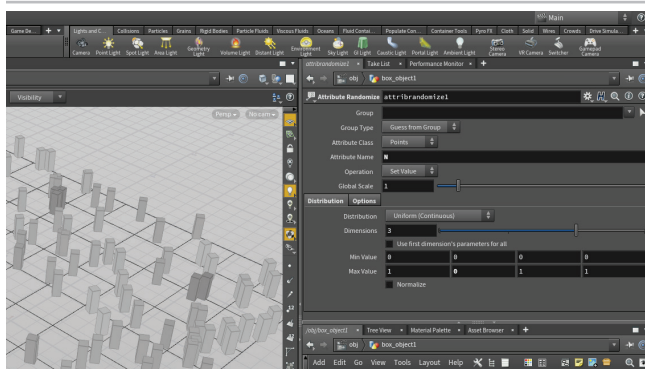 Main
Game De... Lights and C... Collisions Particles Grains Rigid Bodies Particle Fluids Viscous Fluids Oceans Fluid Contai... Populate Con... Container Tools Pyro FX Cloth Solid Wires Crowds Drive Simula...
Camera Point Light Spot Light Area Light Geometry Light Volume Light Distant Light Environment Light Sky Light GI Light Caustic Light Portal Light Ambient Light Stereo Camera VR Camera Switcher Gamepad Camera
attribrandomize1 Take List Performance Monitor
obj box_object1
Visibility
Persp No cam
Attribute Randomize attribrandomize1
Group
Group Type Guess from Group
Attribute Class Points
Attribute Name N
Operation Set Value
Global Scale 1
Distribution Options
Distribution Uniform (Continuous)
Dimensions 3
Use first dimension's parameters for all
Min Value 0 0 0 0
Max Value 1 0 1 1
Normalize
/obj/box_object1 Tree View Material Palette Asset Browser
obj box_object1
Add Edit Go View Tools Layout Help